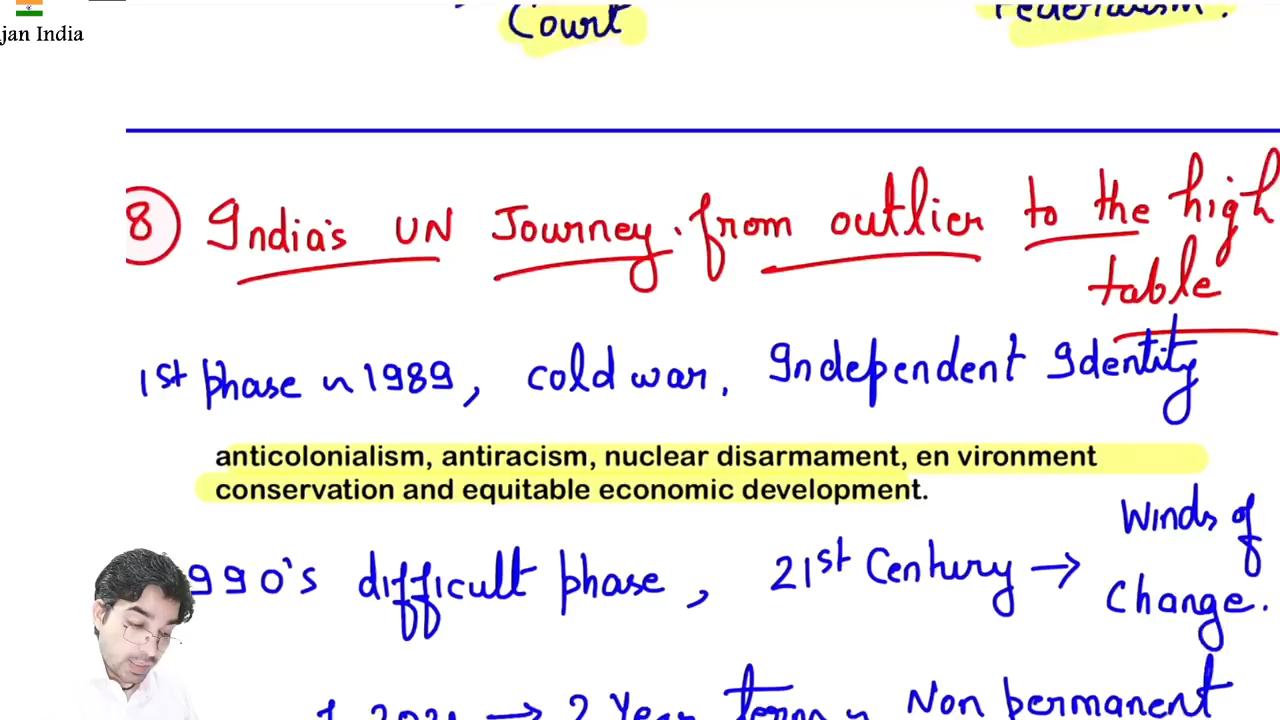 jan India
Court
Federalism.
8 India's UN Journey. from outlier to the high
table
1st phase in 1989, cold war. Independent Identity
anticolonialism, antiracism, nuclear disarmament, en vironment
conservation and equitable economic development.
Winds of
990's difficult phase, 21st Century →
Change.
→ 2 Year term Non permanent